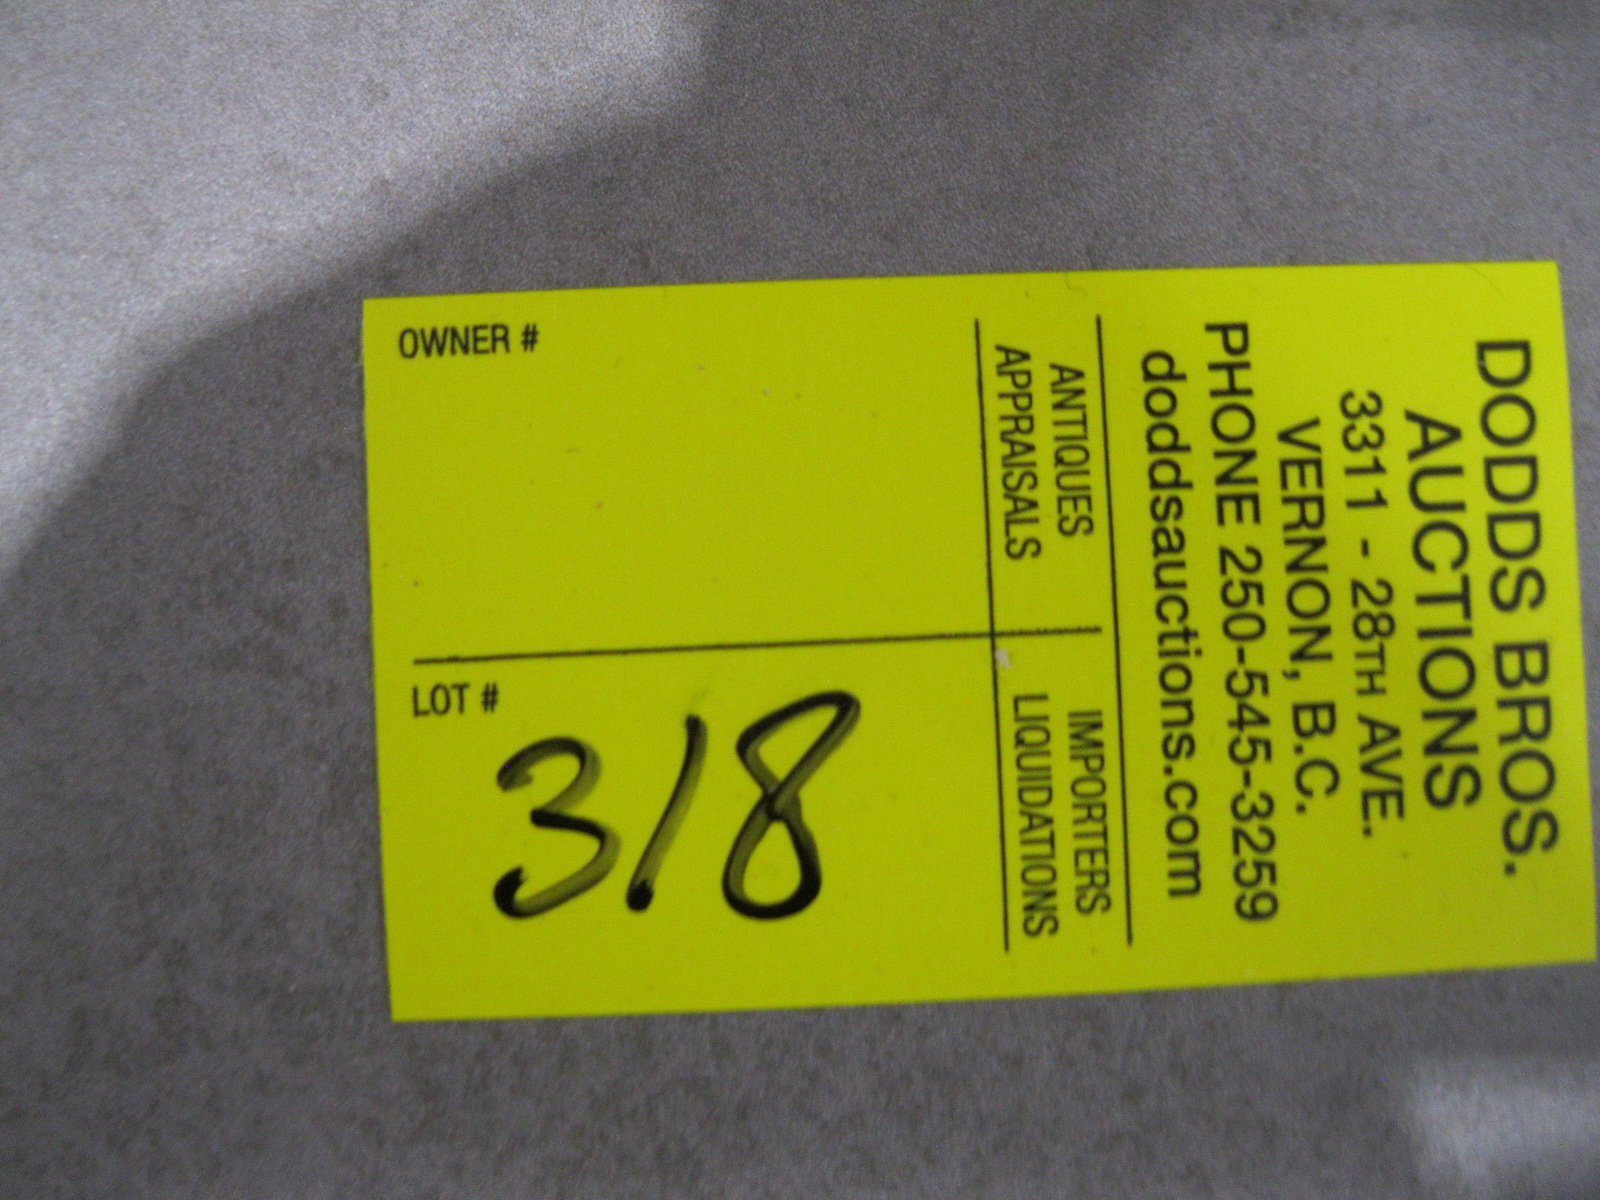 DODDS BROS.
AUCTIONS
3311 - 28TH AVE.
VERNON, B.C.
PHONE 250-545-3259
doddsauctions.com
ANTIQUES
APPRAISALS
IMPORTERS
LIQUIDATIONS
OWNER #
LOT #
318